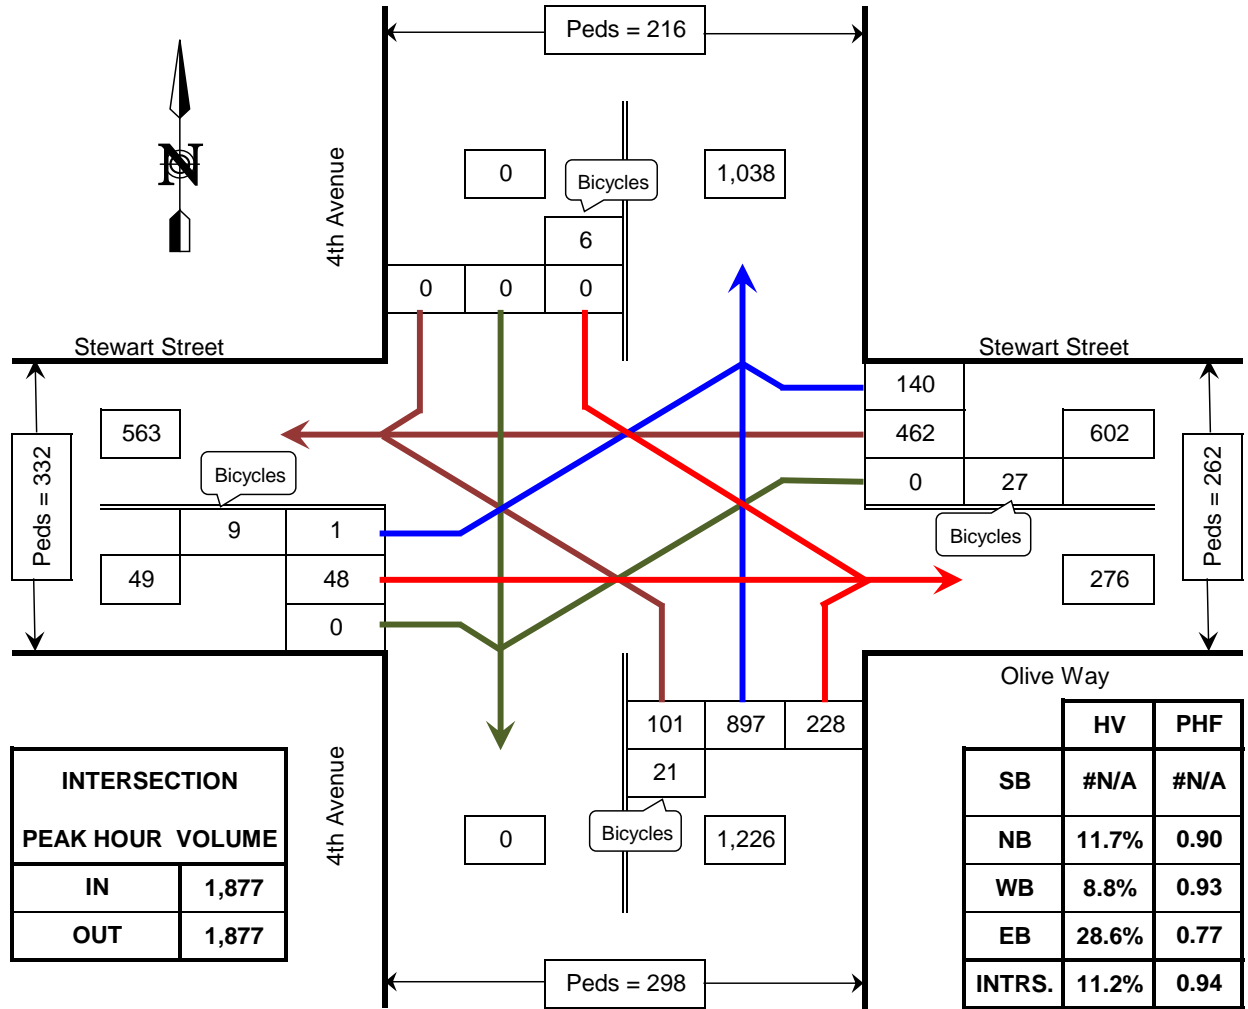 Peds = 216
N
4th Avenue
0
Bicycles
1,038
6
0 0 0
Stewart Street
Stewart Street
140
563
462
602
Peds = 332
Bicycles
0
27
Peds = 262
9
1
Bicycles
49
48
276
0
Olive Way
101 897 228
21
4th Avenue
0
Bicycles
1,226
INTERSECTION
PEAK HOUR VOLUME
IN 1,877
OUT 1,877
HV PHF
SB #N/A #N/A
NB 11.7% 0.90
WB 8.8% 0.93
EB 28.6% 0.77
INTRS. 11.2% 0.94
Peds = 298